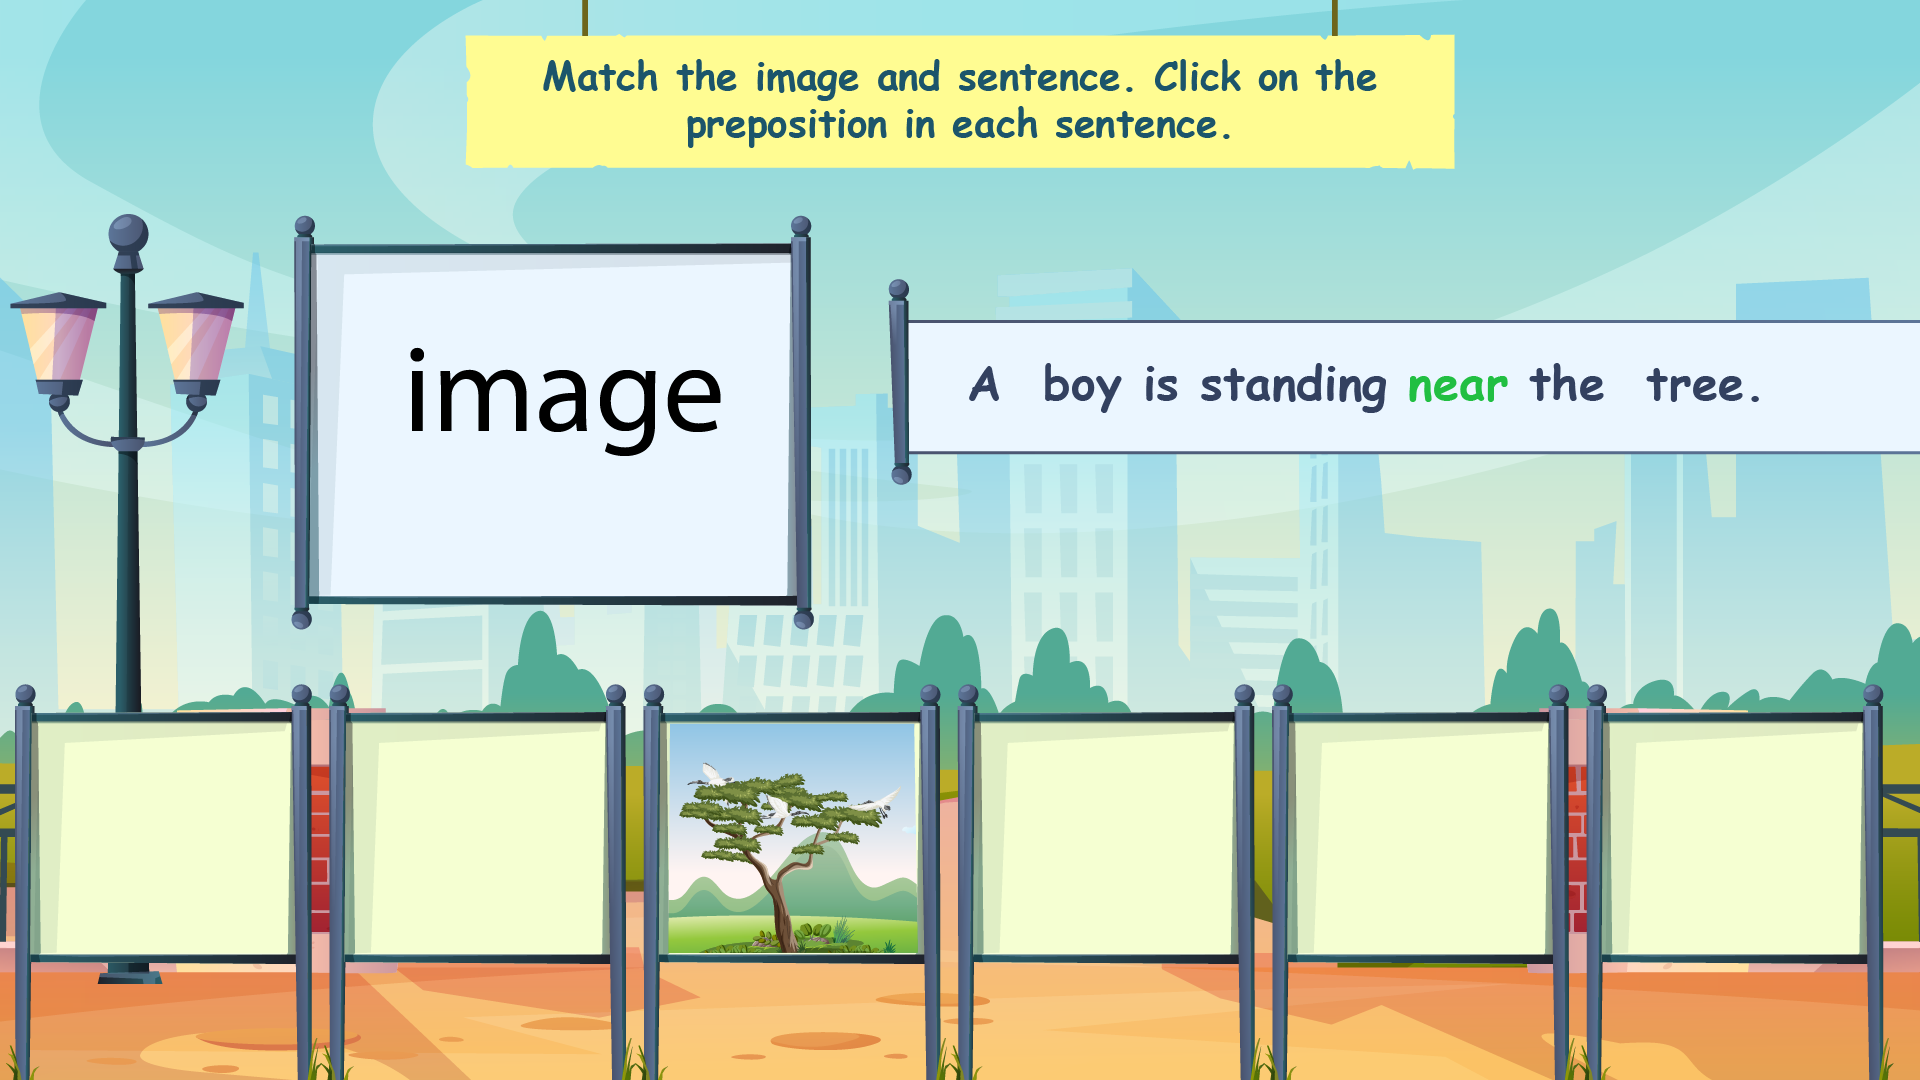 Match the image and sentence. Click on the
preposition in each sentence.
image
A boy is standing near the tree.